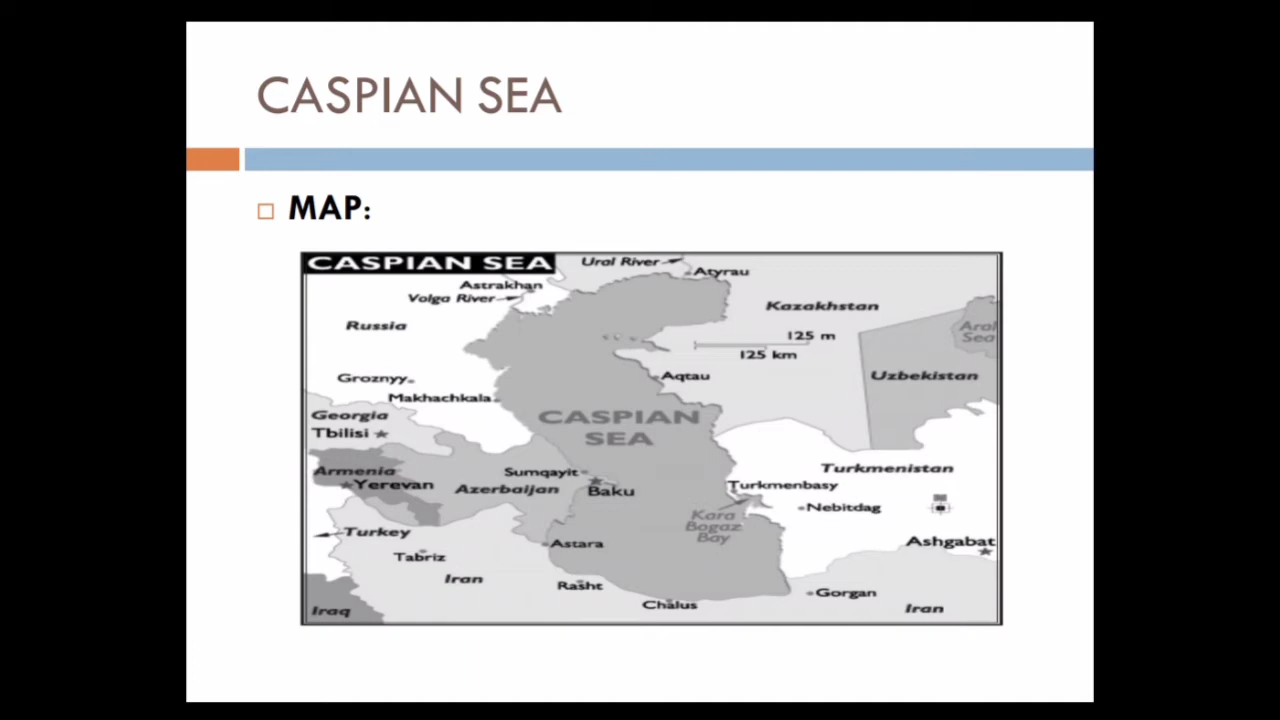 CASPIAN SEA
MAP:
CASPIAN SEA
Ural River
Atyrau
Astrakhan
Volga River
Kazakhstan
Russia
Aral
Sea
125 m
125 km
Groznyy
Aqtau
Uzbekistan
Makhachkala
Georgia
CASPIAN
SEA
Tbilisi
Armenia
Sumqayit
Turkmenistan
Yerevan
Azerbaijan
Baku
Turkmenbasy
Nebitdag
Kara
Bogaz
Bay
Turkey
Astara
Ashgabat
Tabriz
Iran
Rasht
Gorgan
Chalus
Iran
Iraq